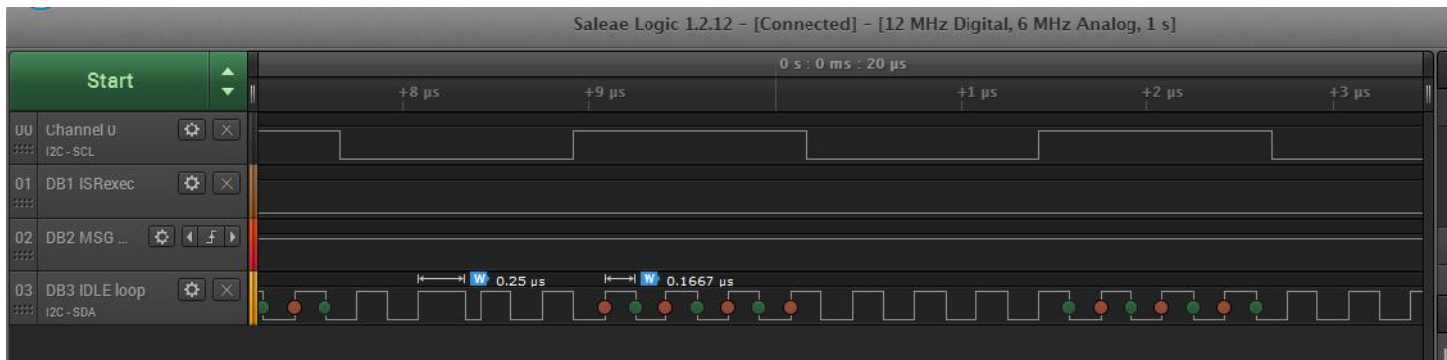 Saleae Logic 1.2.12 – [Connected] – [12 MHz Digital, 6 MHz Analog, 1 s]
Start
0 s : 0 ms : 20 µs
+8 µs
+9 µs
+1 µs
+2 µs
+3 µs
00 Channel 0
I2C - SCL
01 DB1 ISRexec
02 DB2 MSG ...
W 0.25 µs
W 0.1667 µs
03 DB3 IDLE loop
I2C - SDA